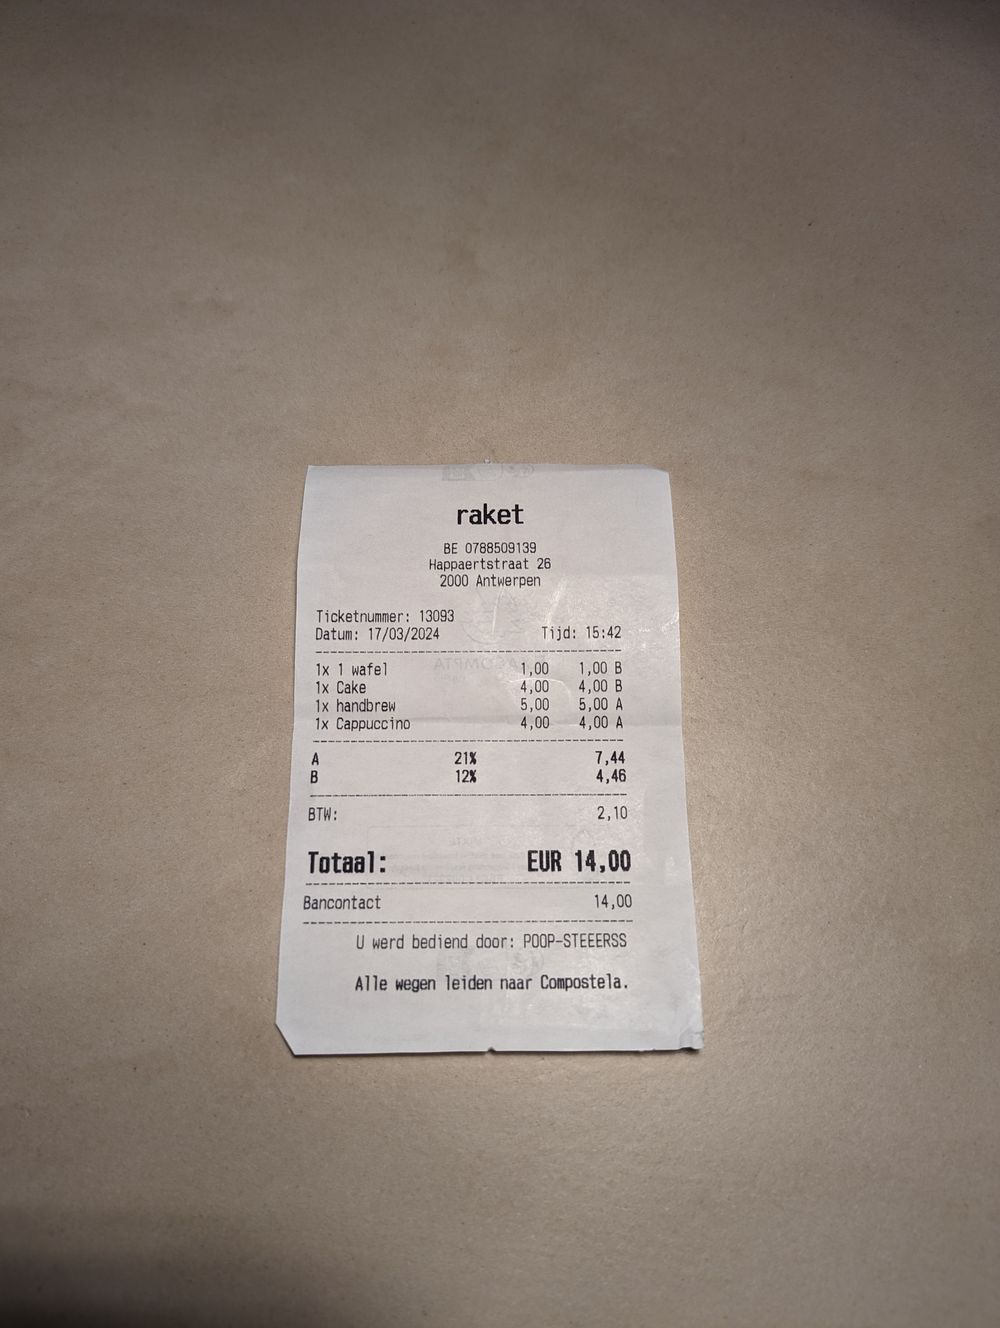 raket
BE 0788509139
Happaertstraat 26
2000 Antwerpen
Ticketnummer: 13093
Datum: 17/03/2024 Tijd: 15:42
1x 1 wafel 1,00 1,00 B
1x Cake 4,00 4,00 B
1x handbrew 5,00 5,00 A
1x Cappuccino 4,00 4,00 A
A 21% 7,44
B 12% 4,46
BTW: 2,10
Totaal: EUR 14,00
Bancontact 14,00
U werd bediend door: POOP-STEEERSS
Alle wegen leiden naar Compostela.